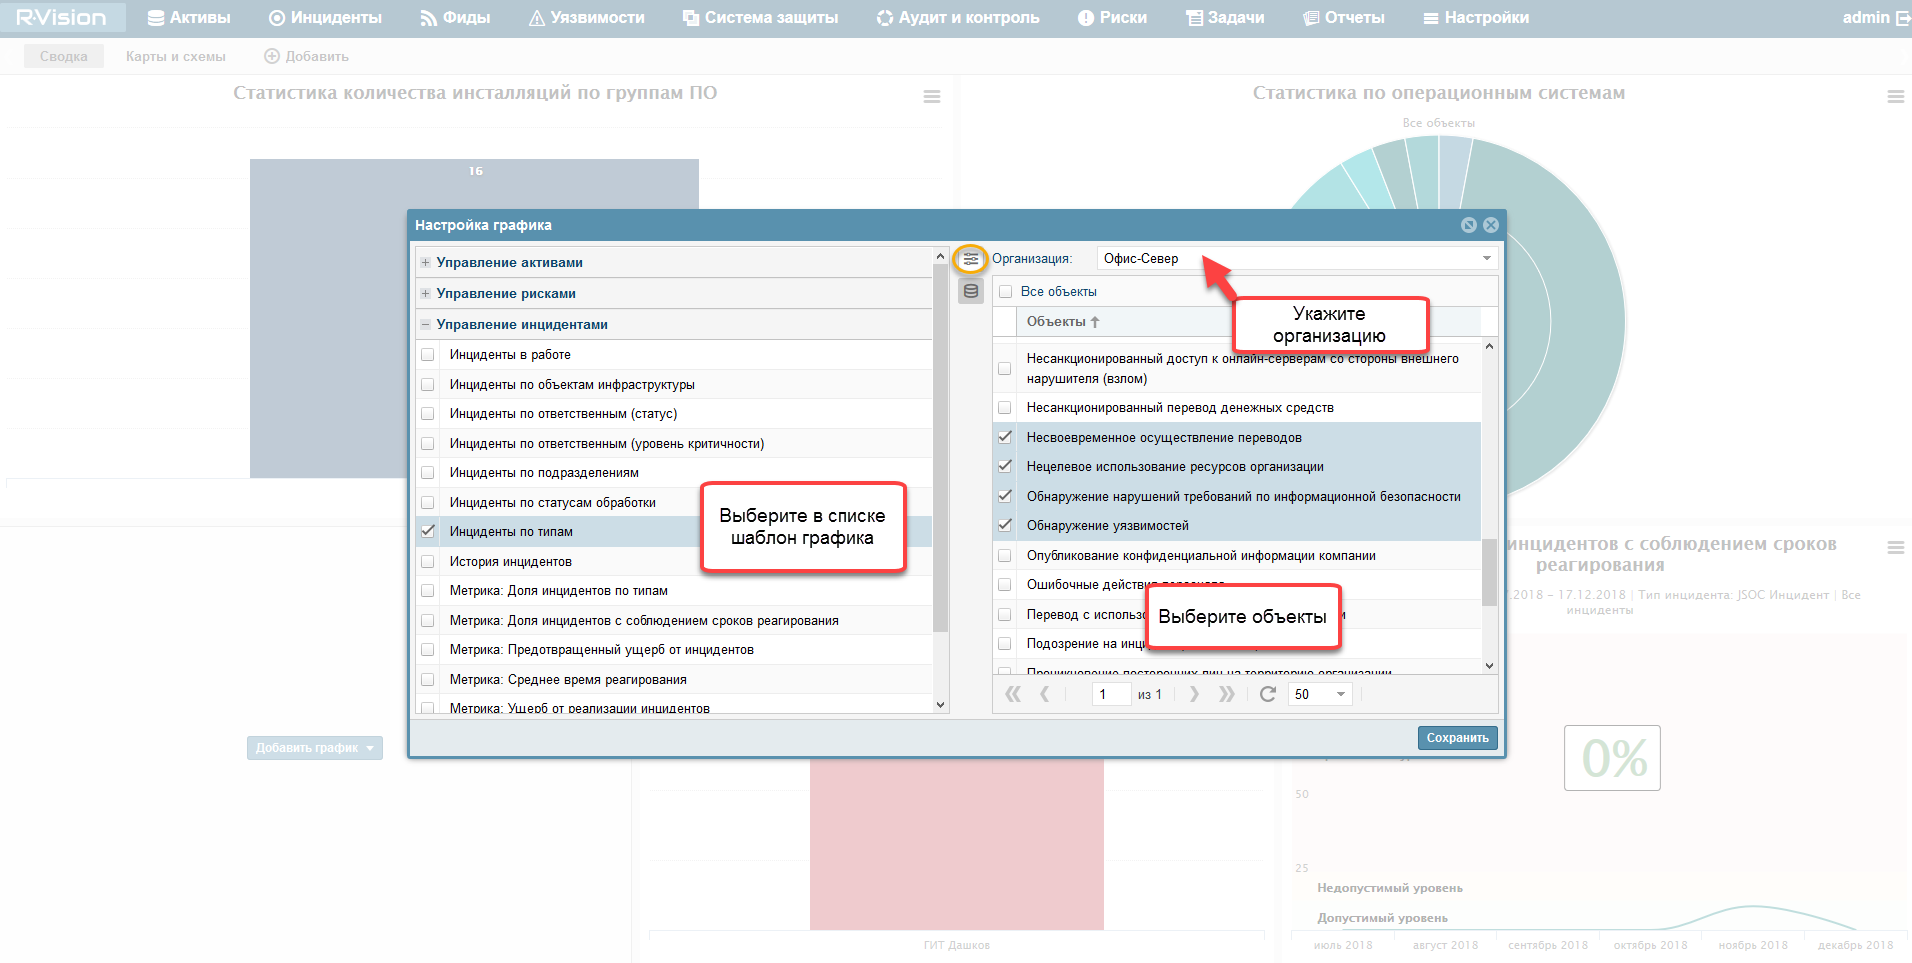 R-Vision
Активы
Инциденты
Фиды
Уязвимости
Система защиты
Аудит и контроль
Риски
Задачи
Отчеты
Настройки
admin
Сводка
Карты и схемы
Добавить
Статистика количества инсталляций по группам ПО
16
Статистика по операционным системам
Все объекты
Настройка графика
Управление активами
Управление рисками
Управление инцидентами
Инциденты в работе
Инциденты по объектам инфраструктуры
Инциденты по ответственным (статус)
Инциденты по ответственным (уровень критичности)
Инциденты по подразделениям
Инциденты по статусам обработки
Инциденты по типам
История инцидентов
Метрика: Доля инцидентов по типам
Метрика: Доля инцидентов с соблюдением сроков реагирования
Метрика: Предотвращенный ущерб от инцидентов
Метрика: Среднее время реагирования
Метрика: Ущерб от реализации инцидентов
Выберите в списке
шаблон графика
Организация:
Офис-Север
Укажите
организацию
Все объекты
Объекты
Несанкционированный доступ к онлайн-серверам со стороны внешнего
нарушителя (взлом)
Несанкционированный перевод денежных средств
Несвоевременное осуществление переводов
Нецелевое использование ресурсов организации
Обнаружение нарушений требований по информационной безопасности
Обнаружение уязвимостей
Опубликование конфиденциальной информации компании
Ошибочные действия
Перевод с
Подозрение на
Проникновение посторонних лиц на территорию организации
Выберите объекты
1
из 1
50
Сохранить
инцидентов с соблюдением сроков
реагирования
.2018 – 17.12.2018 | Тип инцидента: JSOC Инцидент | Все
инциденты
Добавить график
0%
50
25
Недопустимый уровень
Допустимый уровень
ГИТ Дашков
июль 2018
август 2018
сентябрь 2018
октябрь 2018
ноябрь 2018
декабрь 2018